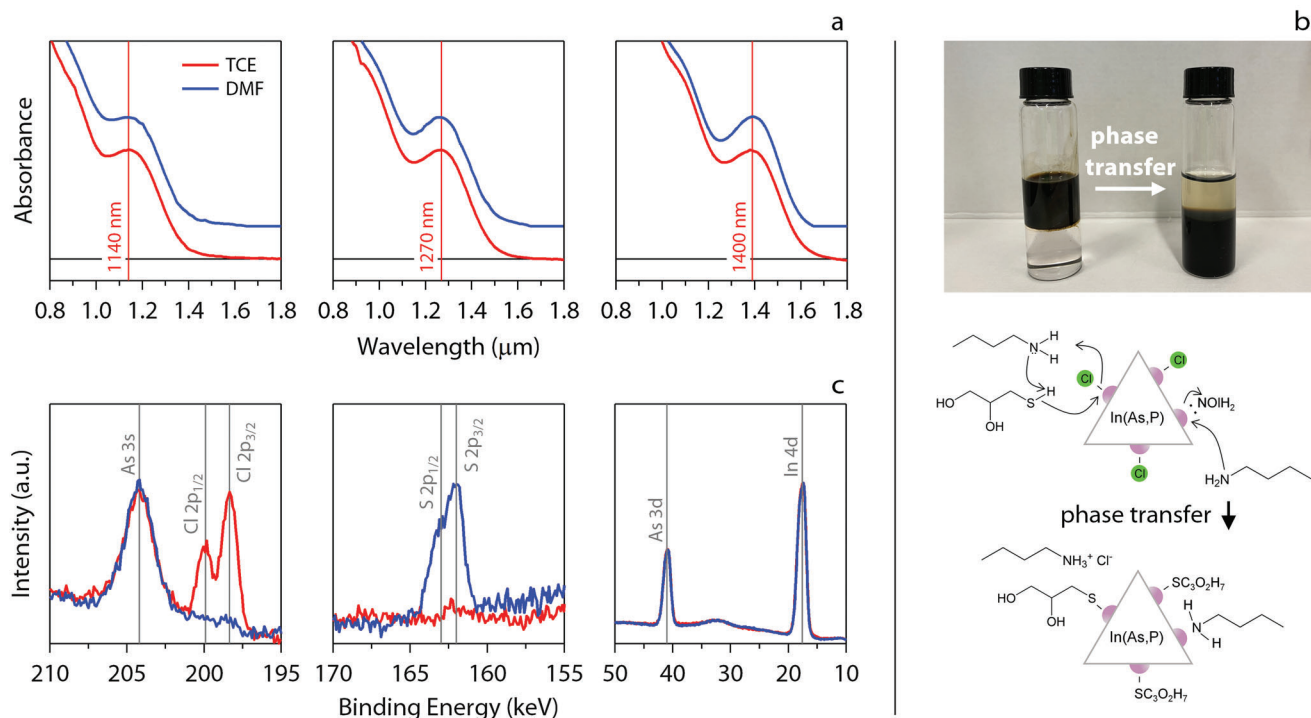 a
TCE
DMF
Absorbance
1140 nm
1270 nm
1400 nm
0.8 1.0 1.2 1.4 1.6 1.8
0.8 1.0 1.2 1.4 1.6 1.8
0.8 1.0 1.2 1.4 1.6 1.8
Wavelength (μm)
c
Intensity (a.u.)
As 3s
Cl 2p₁/₂
Cl 2p₃/₂
S 2p₁/₂
S 2p₃/₂
As 3d
In 4d
210 205 200 195
170 165 160 155
50 40 30 20 10
Binding Energy (keV)
b
phase
transfer
H
N
H
Cl
Cl
S
H
HO
OH
In(As,P)
:NOlH₂
Cl
H₂N
phase transfer
NH₃⁺ Cl⁻
SC₃O₂H₇
HO
S
OH
H
N
H
In(As,P)
SC₃O₂H₇